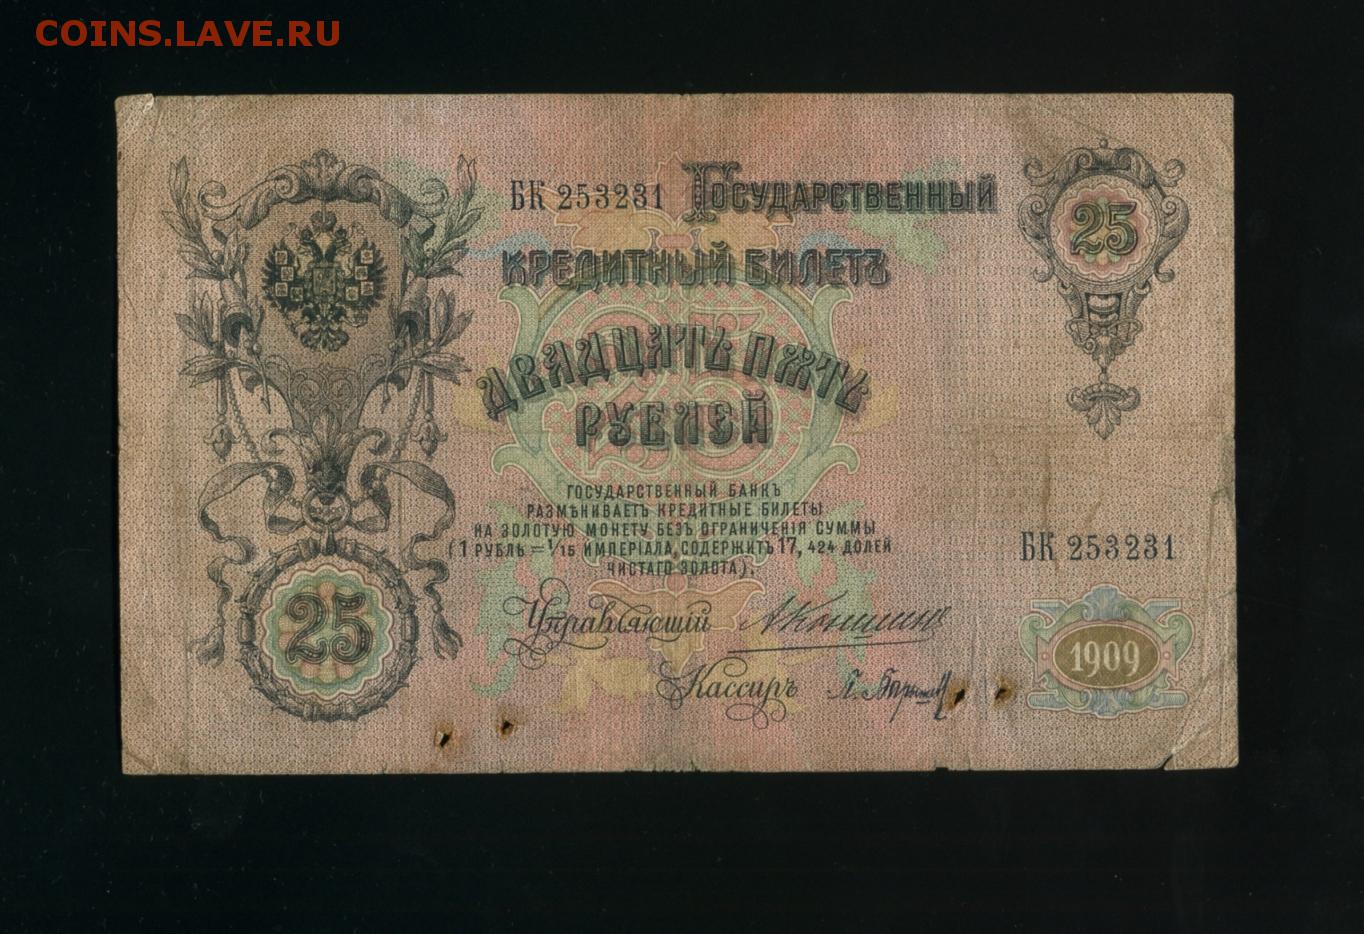 COINS.LAVE.RU
БК 253231 Государственный
25
кредитный билетъ
двадцать пять
рублей
Государственный банкъ
размѣниваетъ кредитные билеты
на золотую монету безъ ограниченія суммы
(1 рубль = 1/15 имперіала, содержитъ 17, 424 долей
чистаго золота).
БК 253231
25
Управляющій АКоншинъ
1909
Кассиръ